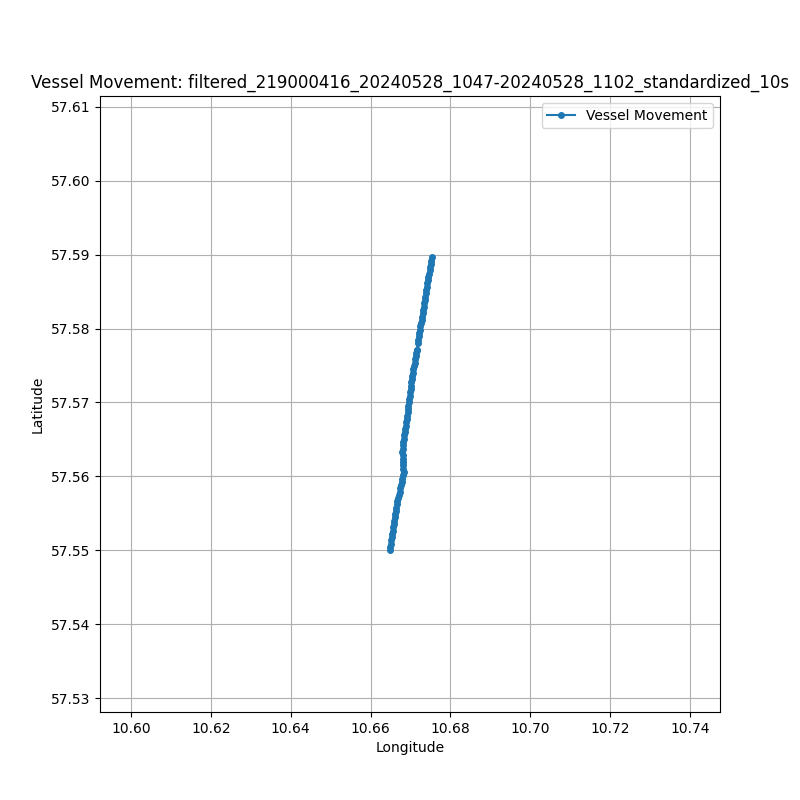 Vessel Movement: filtered_219000416_20240528_1047-20240528_1102_standardized_10s
Vessel Movement
57.61
57.60
57.59
57.58
57.57
57.56
57.55
57.54
57.53
Latitude
10.60 10.62 10.64 10.66 10.68 10.70 10.72 10.74
Longitude